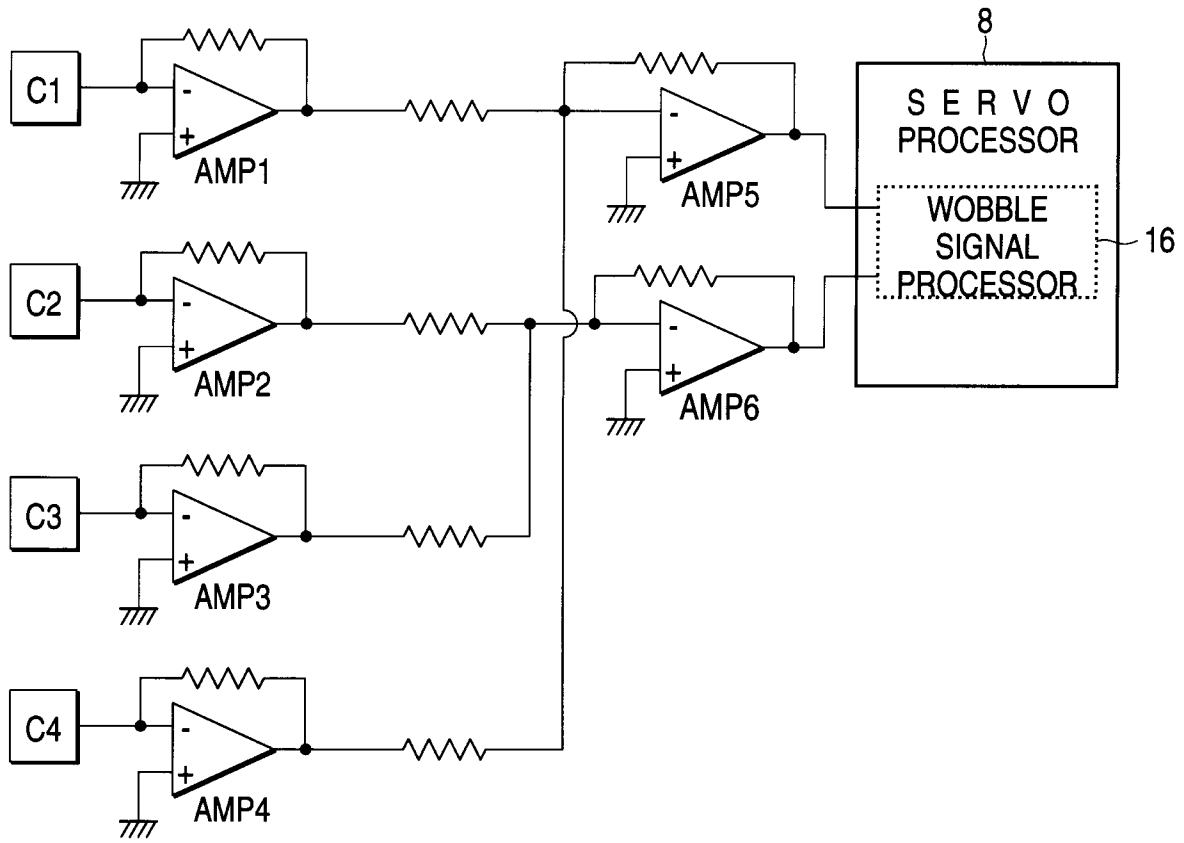 8
C1
-
+
AMP1
-
+
AMP5
S E R V O
PROCESSOR
WOBBLE
SIGNAL
PROCESSOR
16
C2
-
+
AMP2
-
+
AMP6
C3
-
+
AMP3
C4
-
+
AMP4